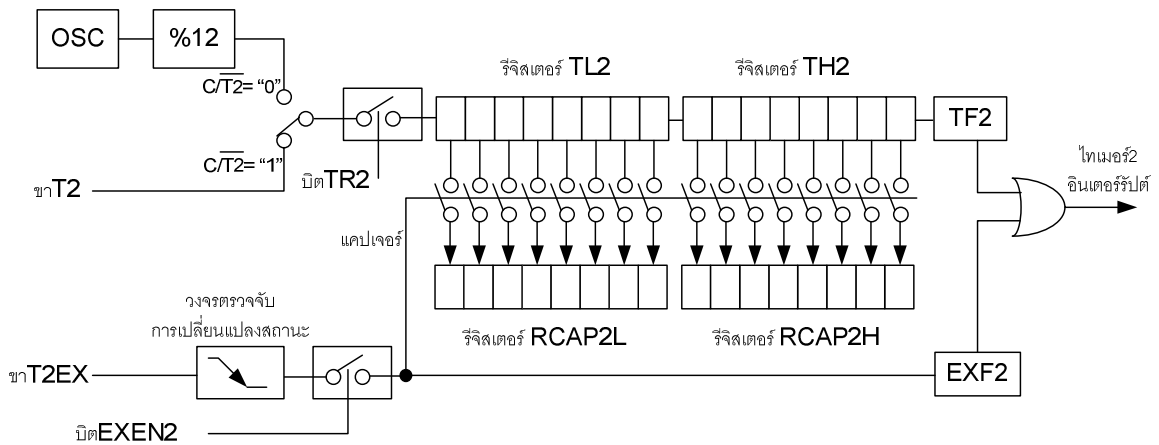 OSC
%12
C/T2= “0”
C/T2= “1”
ขาT2
บิตTR2
รีจิสเตอร์ TL2
รีจิสเตอร์ TH2
TF2
ไทเมอร์2
อินเตอร์รัปต์
แคปเจอร์
วงจรตรวจจับ
การเปลี่ยนแปลงสถานะ
รีจิสเตอร์ RCAP2L
รีจิสเตอร์ RCAP2H
ขาT2EX
EXF2
บิตEXEN2